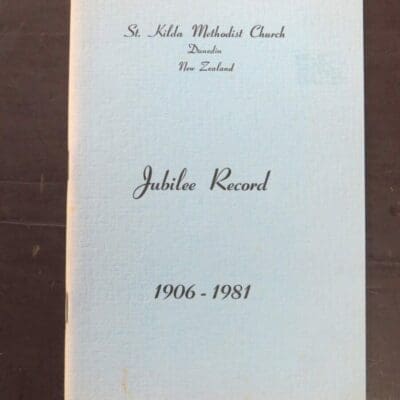 St. Kilda Methodist Church
Dunedin
New Zealand
Jubilee Record
1906 - 1981